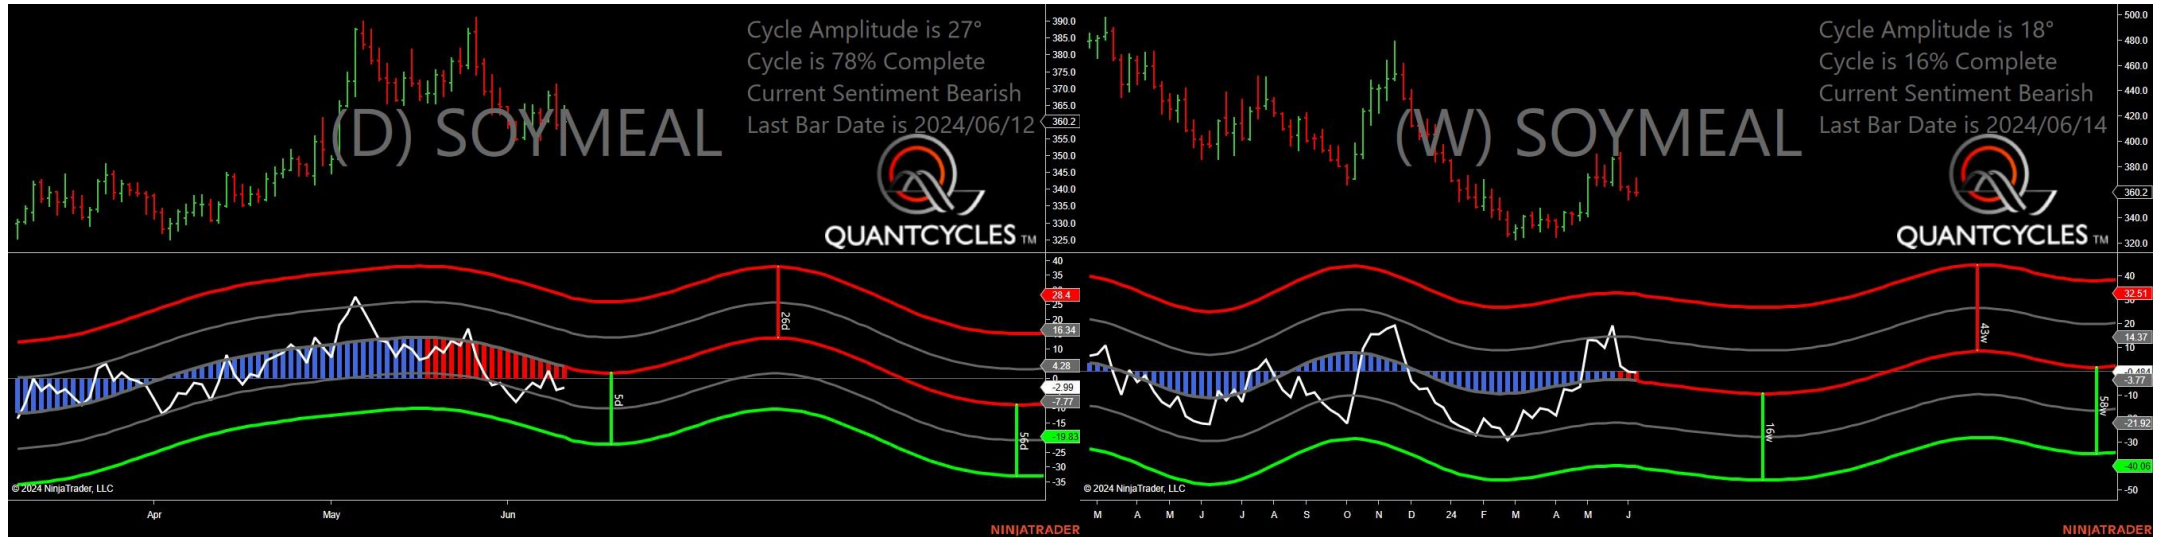 (D) SOYMEAL
Cycle Amplitude is 27°
Cycle is 78% Complete
Current Sentiment Bearish
Last Bar Date is 2024/06/12
QUANTCYCLES TM
390.0
385.0
380.0
375.0
370.0
365.0
360.2
355.0
350.0
345.0
340.0
335.0
330.0
325.0
40
35
28.4
25
20
16.34
10
4.28
0
-2.99
-7.77
-15
-19.83
-25
-30
-35
26d
5d
56d
© 2024 NinjaTrader, LLC
Apr
May
Jun
NINJATRADER
(W) SOYMEAL
Cycle Amplitude is 18°
Cycle is 16% Complete
Current Sentiment Bearish
Last Bar Date is 2024/06/14
QUANTCYCLES TM
500.0
480.0
460.0
440.0
420.0
400.0
380.0
360.2
340.0
320.0
40
32.51
20
14.37
10
-0.484
-3.77
-10
-21.92
-30
-40.06
-50
43w
16w
58w
© 2024 NinjaTrader, LLC
M A M J J A S O N D 24 F M A M J
NINJATRADER